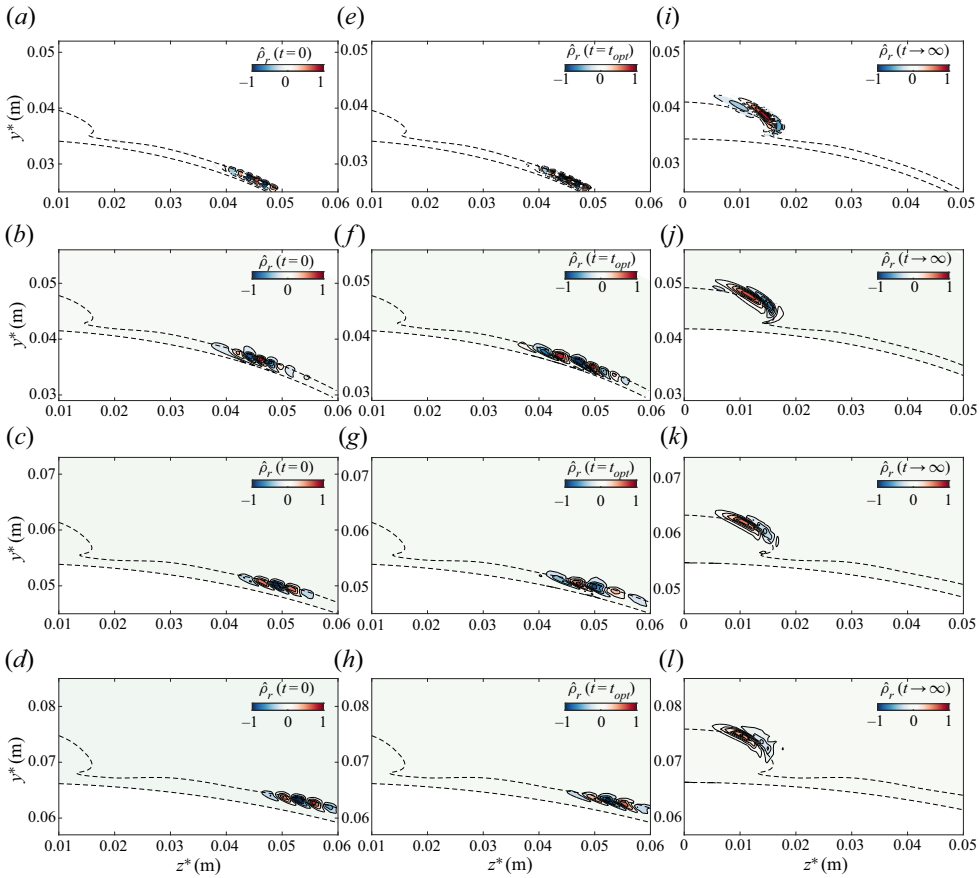 (a) (e) (i)
0.05 0.05 0.05
ρ̂r (t=0) ρ̂r (t=topt) ρ̂r (t→∞)
–1 0 1 –1 0 1 –1 0 1
y* (m) 0.04 0.04 0.04
0.03 0.03 0.03
0.01 0.02 0.03 0.04 0.05 0.06 0.01 0.02 0.03 0.04 0.05 0.06 0 0.01 0.02 0.03 0.04 0.05
(b) (f) (j)
ρ̂r (t=0) ρ̂r (t=topt) ρ̂r (t→∞)
0.05 –1 0 1 0.05 –1 0 1 0.05 –1 0 1
y* (m) 0.04 0.04 0.04
0.03 0.03 0.03
0.01 0.02 0.03 0.04 0.05 0.06 0.01 0.02 0.03 0.04 0.05 0.06 0 0.01 0.02 0.03 0.04 0.05
(c) (g) (k)
0.07 ρ̂r (t=0) 0.07 ρ̂r (t=topt) 0.07 ρ̂r (t→∞)
–1 0 1 –1 0 1 –1 0 1
y* (m) 0.06 0.06 0.06
0.05 0.05 0.05
0.01 0.02 0.03 0.04 0.05 0.06 0.01 0.02 0.03 0.04 0.05 0.06 0 0.01 0.02 0.03 0.04 0.05
(d) (h) (l)
0.08 ρ̂r (t=0) 0.08 ρ̂r (t=topt) 0.08 ρ̂r (t→∞)
–1 0 1 –1 0 1 –1 0 1
y* (m) 0.07 0.07 0.07
0.06 0.06 0.06
0.01 0.02 0.03 0.04 0.05 0.06 0.01 0.02 0.03 0.04 0.05 0.06 0 0.01 0.02 0.03 0.04 0.05
z* (m) z* (m) z* (m)